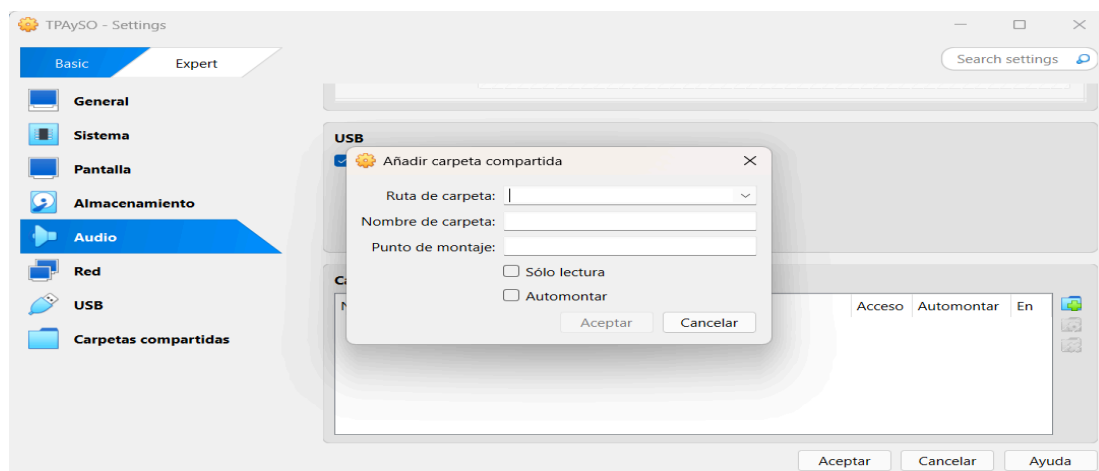 TPAySO - Settings
Basic Expert Search settings
General
Sistema
Pantalla
Almacenamiento
Audio
Red
USB
Carpetas compartidas
USB
Añadir carpeta compartida
Ruta de carpeta:
Nombre de carpeta:
Punto de montaje:
Sólo lectura
Automontar
Aceptar Cancelar
Acceso Automontar En
Aceptar Cancelar Ayuda